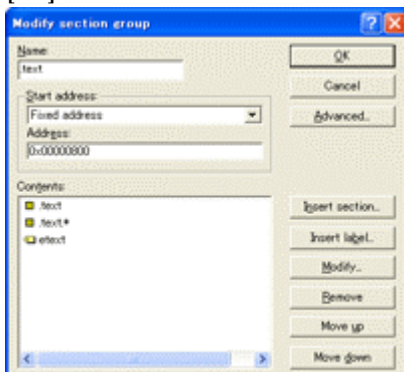 Modify section group
Name:
.text
OK
Cancel
Start address:
Fixed address
Advanced..
Address:
0x00000800
Contents:
.text
.text.*
etext
Insert section..
Insert label..
Modify..
Remove
Move up
Move down